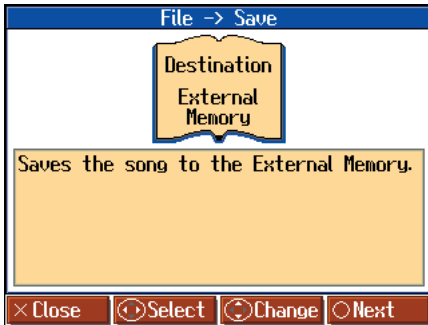 File -> Save
Destination
External
Memory
Saves the song to the External Memory.
× Close
Select
Change
○ Next